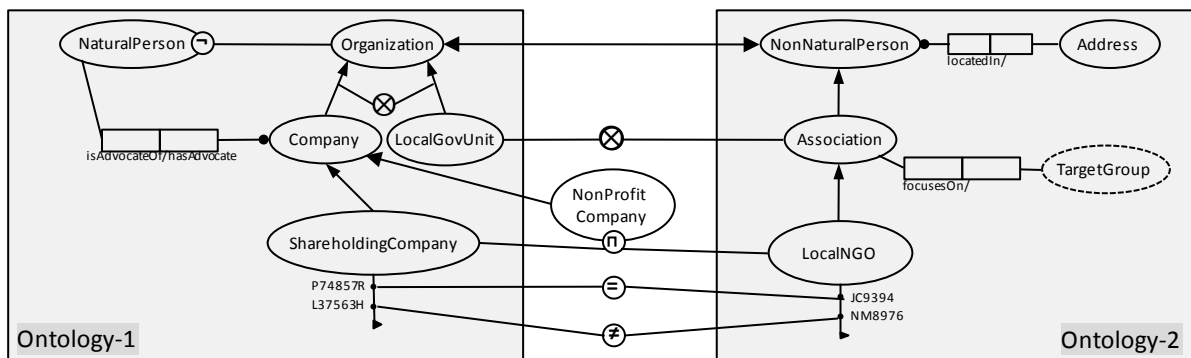 NaturalPerson
¬
Organization
NonNaturalPerson
Address
locatedIn/
Company
LocalGovUnit
Association
isAdvocateOf/hasAdvocate
focusesOn/
TargetGroup
NonProfit
Company
⊓
ShareholdingCompany
LocalNGO
P74857R
=
JC9394
L37563H
≠
NM8976
Ontology-1
Ontology-2